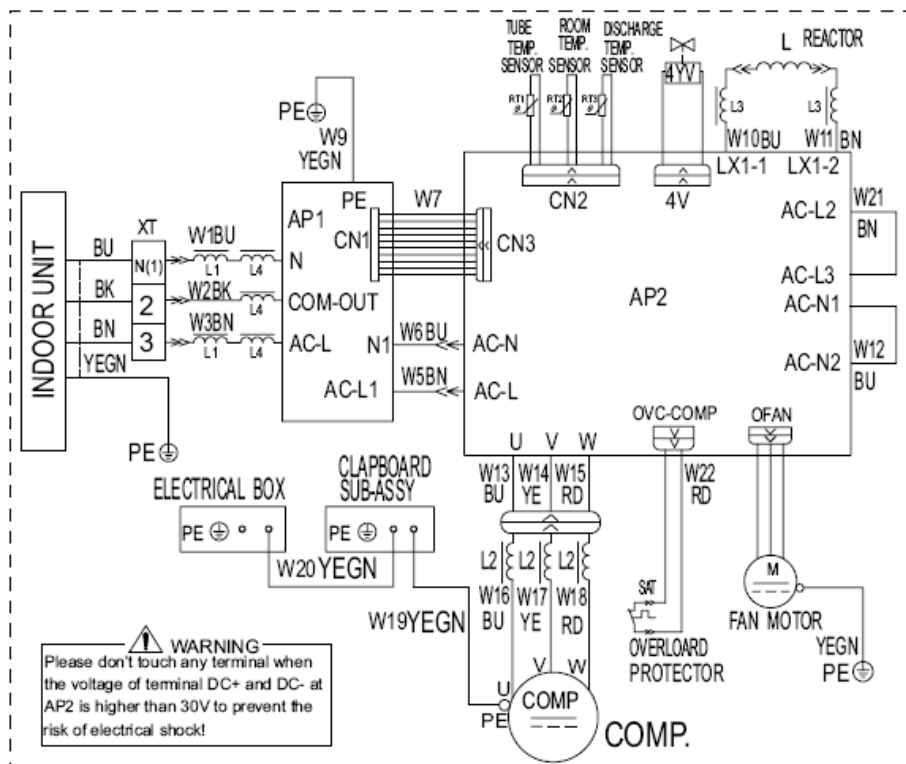 TUBE TEMP. SENSOR
ROOM TEMP. SENSOR
DISCHARGE TEMP. SENSOR
4YV
L REACTOR
RT1
RT2
RT3
L3
L3
PE
W9
YEGN
W10BU
W11 BN
LX1-1
LX1-2
CN2
4V
W21
BN
AC-L2
AC-L3
AC-N1
AC-N2
W12
BU
INDOOR UNIT
XT
BU
BK
BN
YEGN
N(1)
2
3
W1BU
W2BK
W3BN
L1
L4
L4
L1
L4
PE
AP1
CN1
N
COM-OUT
AC-L
N1
AC-L1
W7
CN3
W6BU
W5BN
AC-N
AC-L
AP2
OVC-COMP
OFAN
U V W
PE
ELECTRICAL BOX
PE
CLAPBOARD
SUB-ASSY
PE
W20YEGN
W19YEGN
W13
BU
W14
YE
W15
RD
W22
RD
L2
L2
L2
W16
BU
W17
YE
W18
RD
SAT
OVERLOARD
PROTECTOR
M
FAN MOTOR
YEGN
PE
U
V
W
PE
COMP
COMP.
WARNING
Please don't touch any terminal when
the voltage of terminal DC+ and DC- at
AP2 is higher than 30V to prevent the
risk of electrical shock!